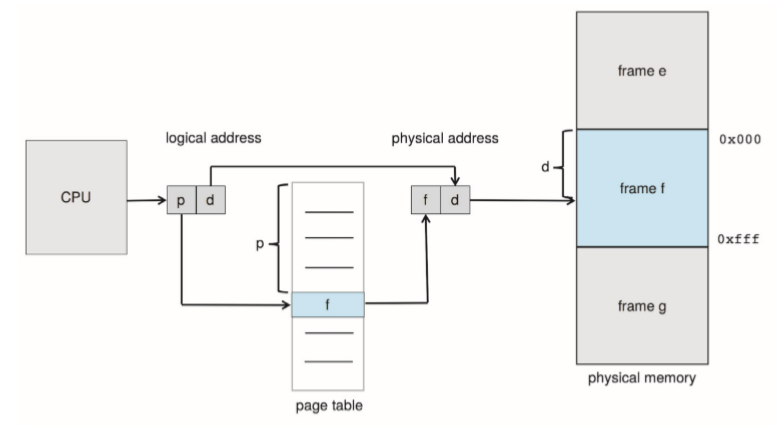 frame e
logical address
physical address
0x000
d
CPU
p d
f d
frame f
p
0xfff
f
frame g
physical memory
page table